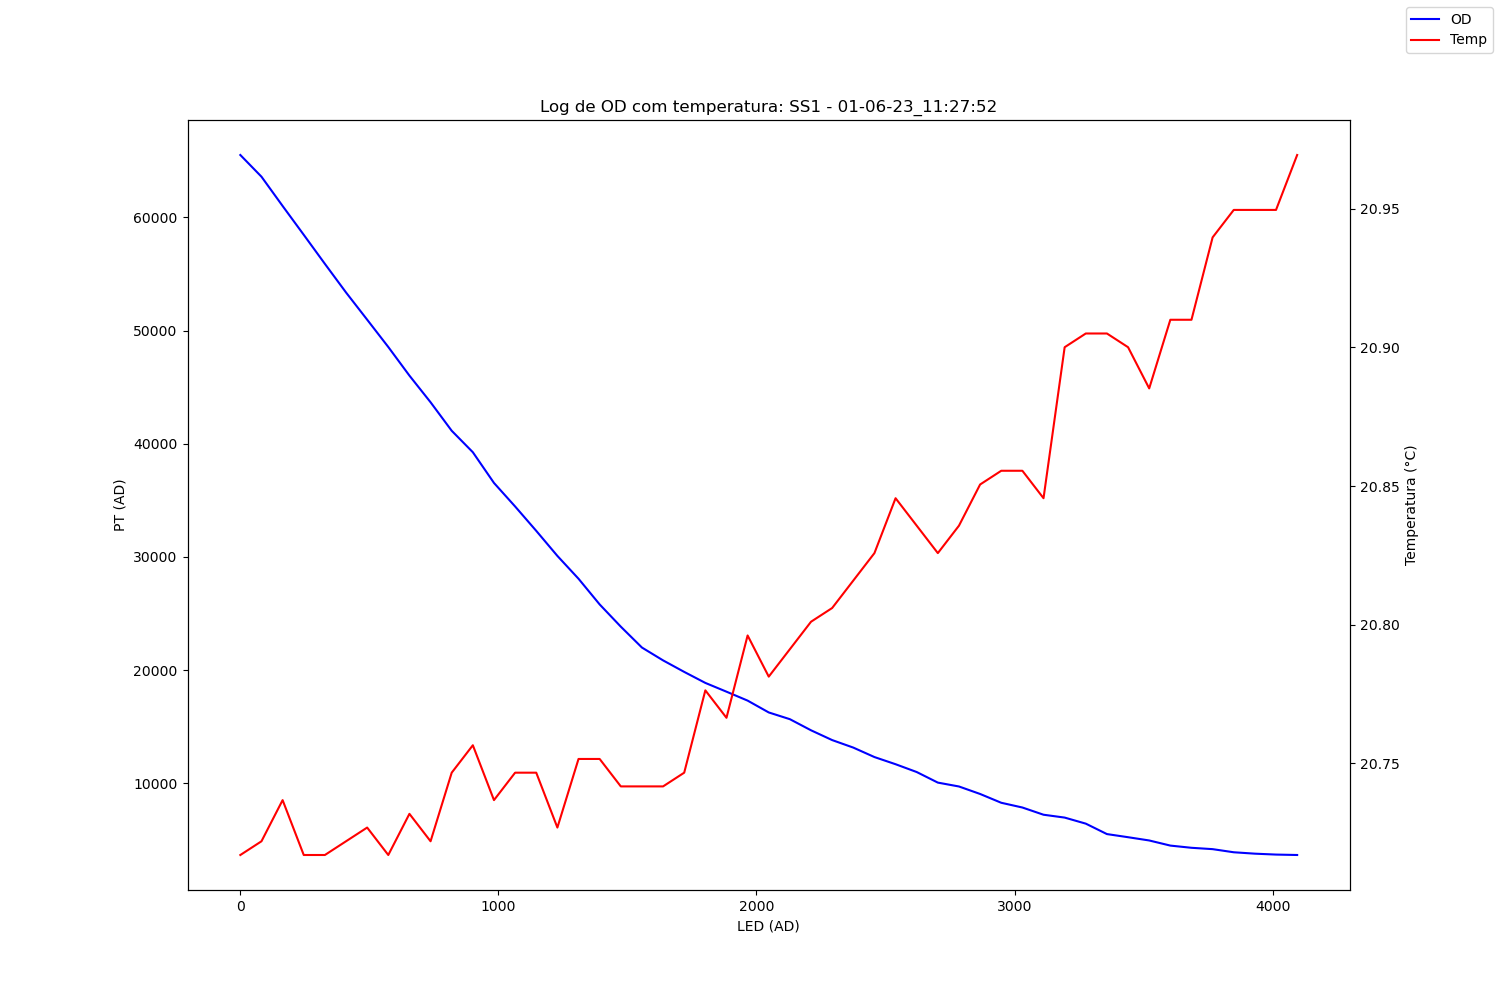 OD
Temp
Log de OD com temperatura: SS1 - 01-06-23_11:27:52
60000
50000
40000
30000
20000
10000
PT (AD)
20.95
20.90
20.85
20.80
20.75
Temperatura (°C)
0 1000 2000 3000 4000
LED (AD)